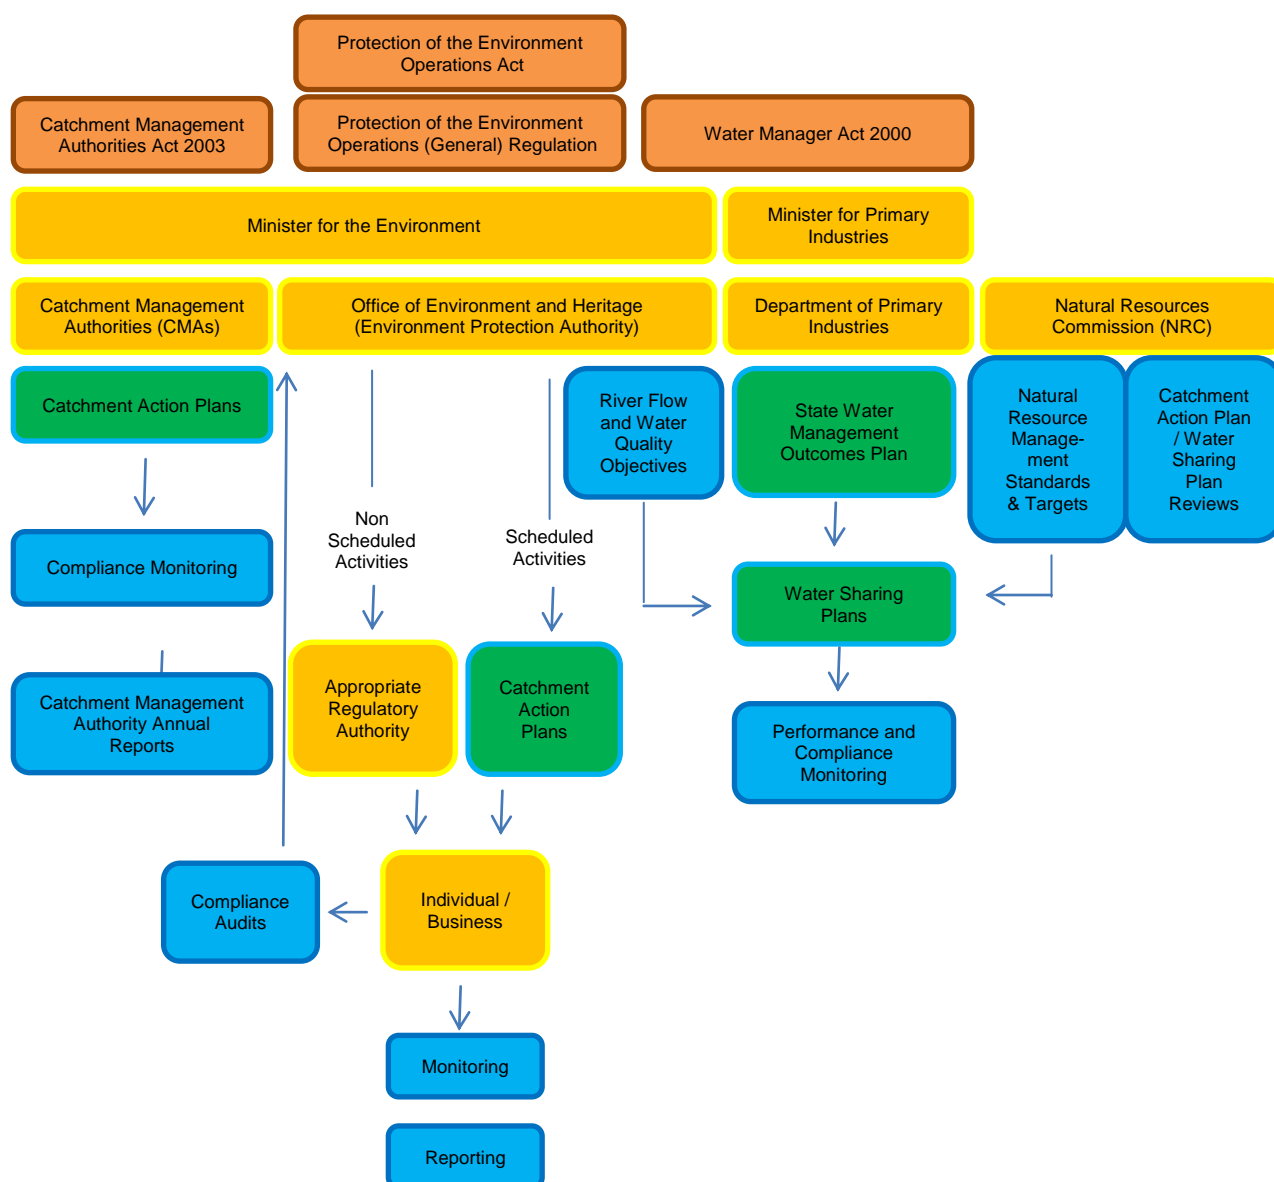 Protection of the Environment
Operations Act
Catchment Management
Authorities Act 2003
Protection of the Environment
Operations (General) Regulation
Water Manager Act 2000
Minister for the Environment
Minister for Primary
Industries
Catchment Management
Authorities (CMAs)
Office of Environment and Heritage
(Environment Protection Authority)
Department of Primary
Industries
Natural Resources
Commission (NRC)
Catchment Action Plans
River Flow
and Water
Quality
Objectives
State Water
Management
Outcomes Plan
Natural
Resource
Manage-
ment
Standards
& Targets
Catchment
Action Plan
/ Water
Sharing
Plan
Reviews
Non
Scheduled
Activities
Scheduled
Activities
Compliance Monitoring
Water Sharing
Plans
Catchment Management
Authority Annual
Reports
Appropriate
Regulatory
Authority
Catchment
Action
Plans
Performance and
Compliance
Monitoring
Compliance
Audits
Individual /
Business
Monitoring
Reporting